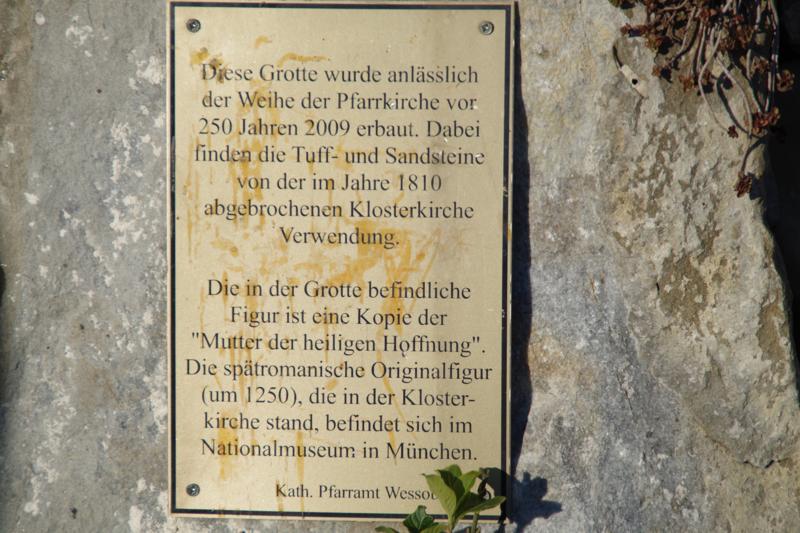 Diese Grotte wurde anlässlich
der Weihe der Pfarrkirche vor
250 Jahren 2009 erbaut. Dabei
finden die Tuff- und Sandsteine
von der im Jahre 1810
abgebrochenen Klosterkirche
Verwendung.
Die in der Grotte befindliche
Figur ist eine Kopie der
"Mutter der heiligen Hoffnung".
Die spätromanische Originalfigur
(um 1250), die in der Kloster-
kirche stand, befindet sich im
Nationalmuseum in München.
Kath. Pfarramt